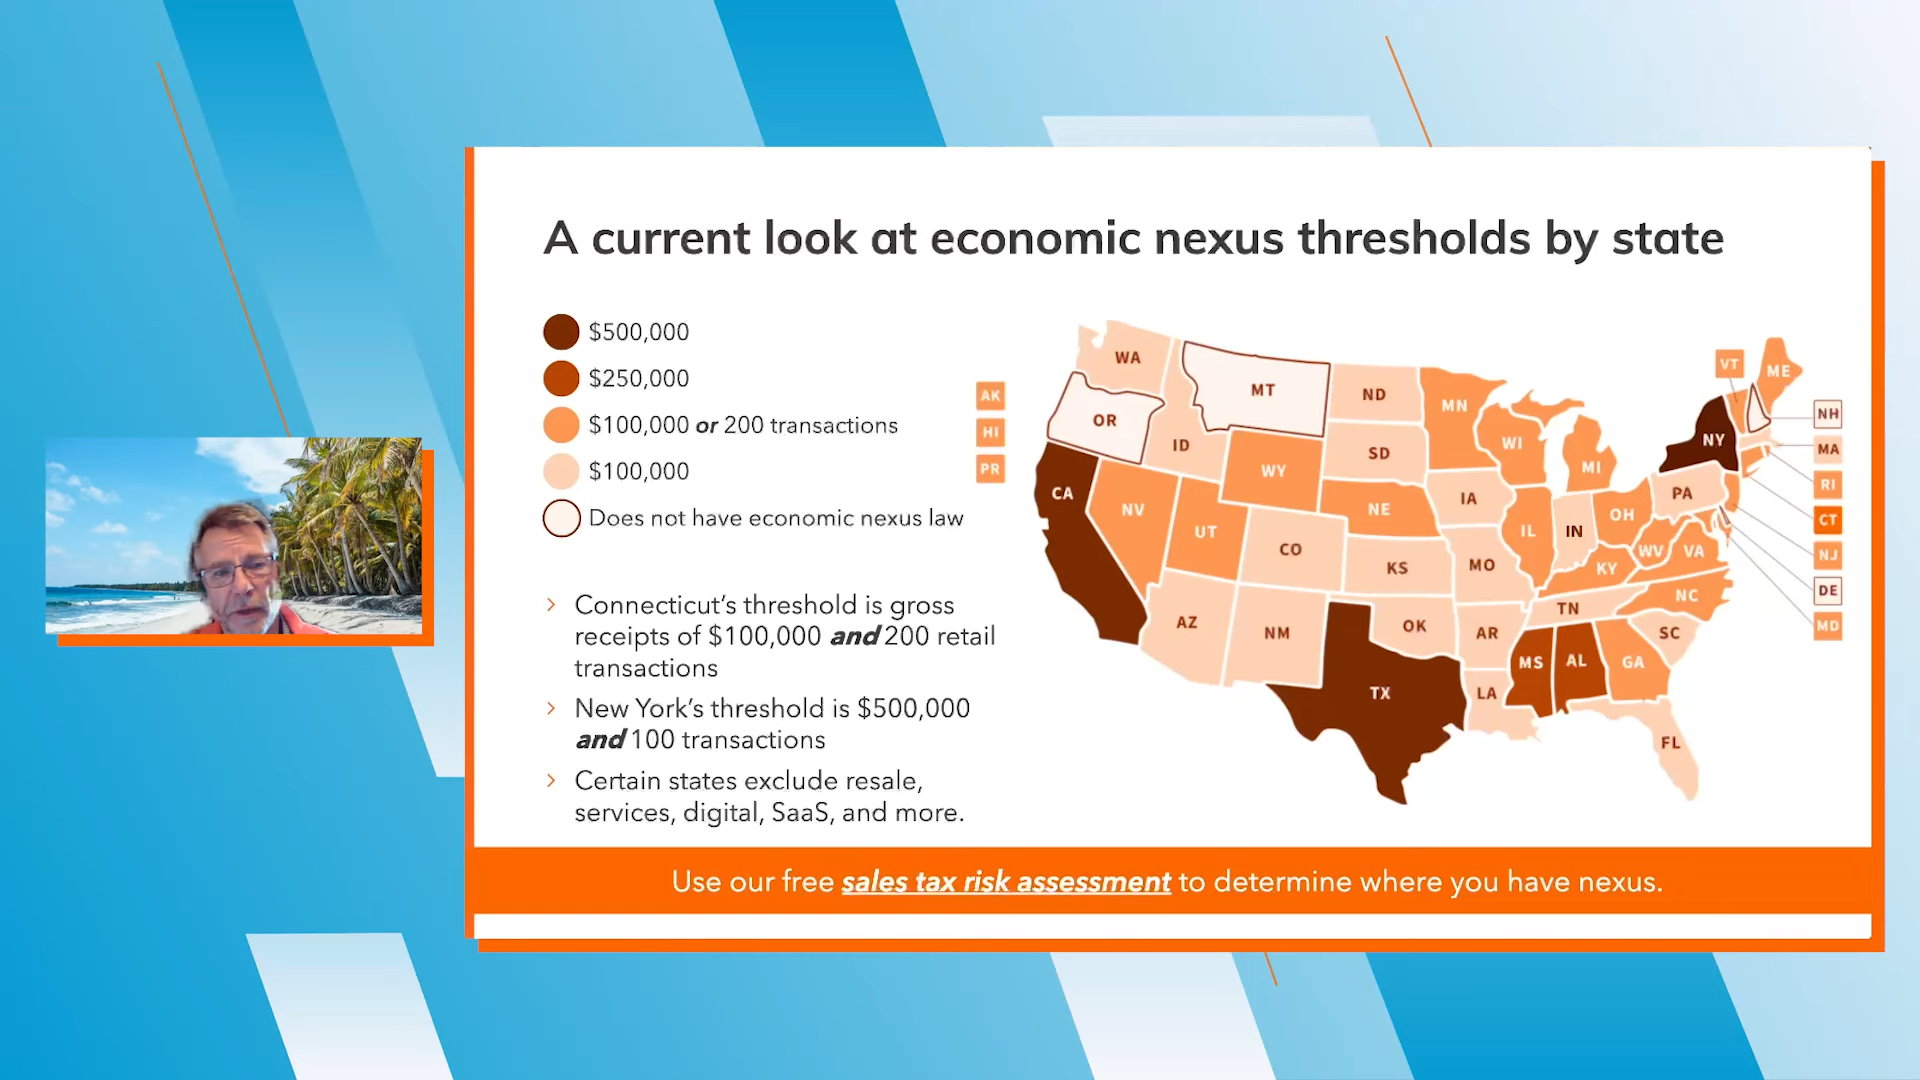 A current look at economic nexus thresholds by state
$500,000
$250,000
$100,000 or 200 transactions
$100,000
Does not have economic nexus law
› Connecticut's threshold is gross
receipts of $100,000 and 200 retail
transactions
› New York's threshold is $500,000
and 100 transactions
› Certain states exclude resale,
services, digital, SaaS, and more.
AK
HI
PR
WA
OR
MT
ID
ND
SD
MN
WI
MI
WY
CA
NV
UT
CO
NE
IA
IL
IN
OH
PA
NY
VT
ME
NH
MA
RI
CT
NJ
DE
MD
KS
MO
KY
WV
VA
NC
TN
SC
AZ
NM
OK
AR
MS
AL
GA
TX
LA
FL
Use our free sales tax risk assessment to determine where you have nexus.